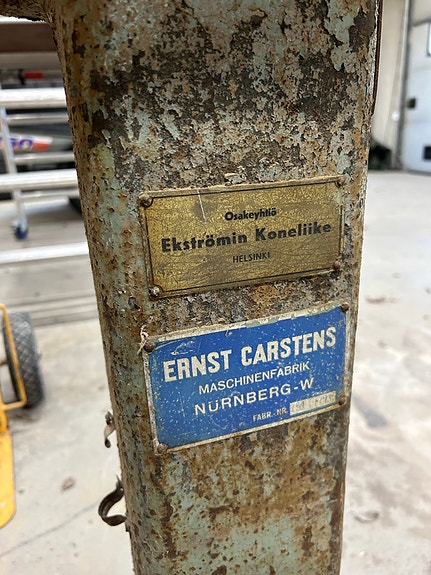 Osakeyhtiö
Ekströmin Koneliike
HELSINKI
ERNST CARSTENS
MASCHINENFABRIK
NÜRNBERG-W
FABR.-NR.